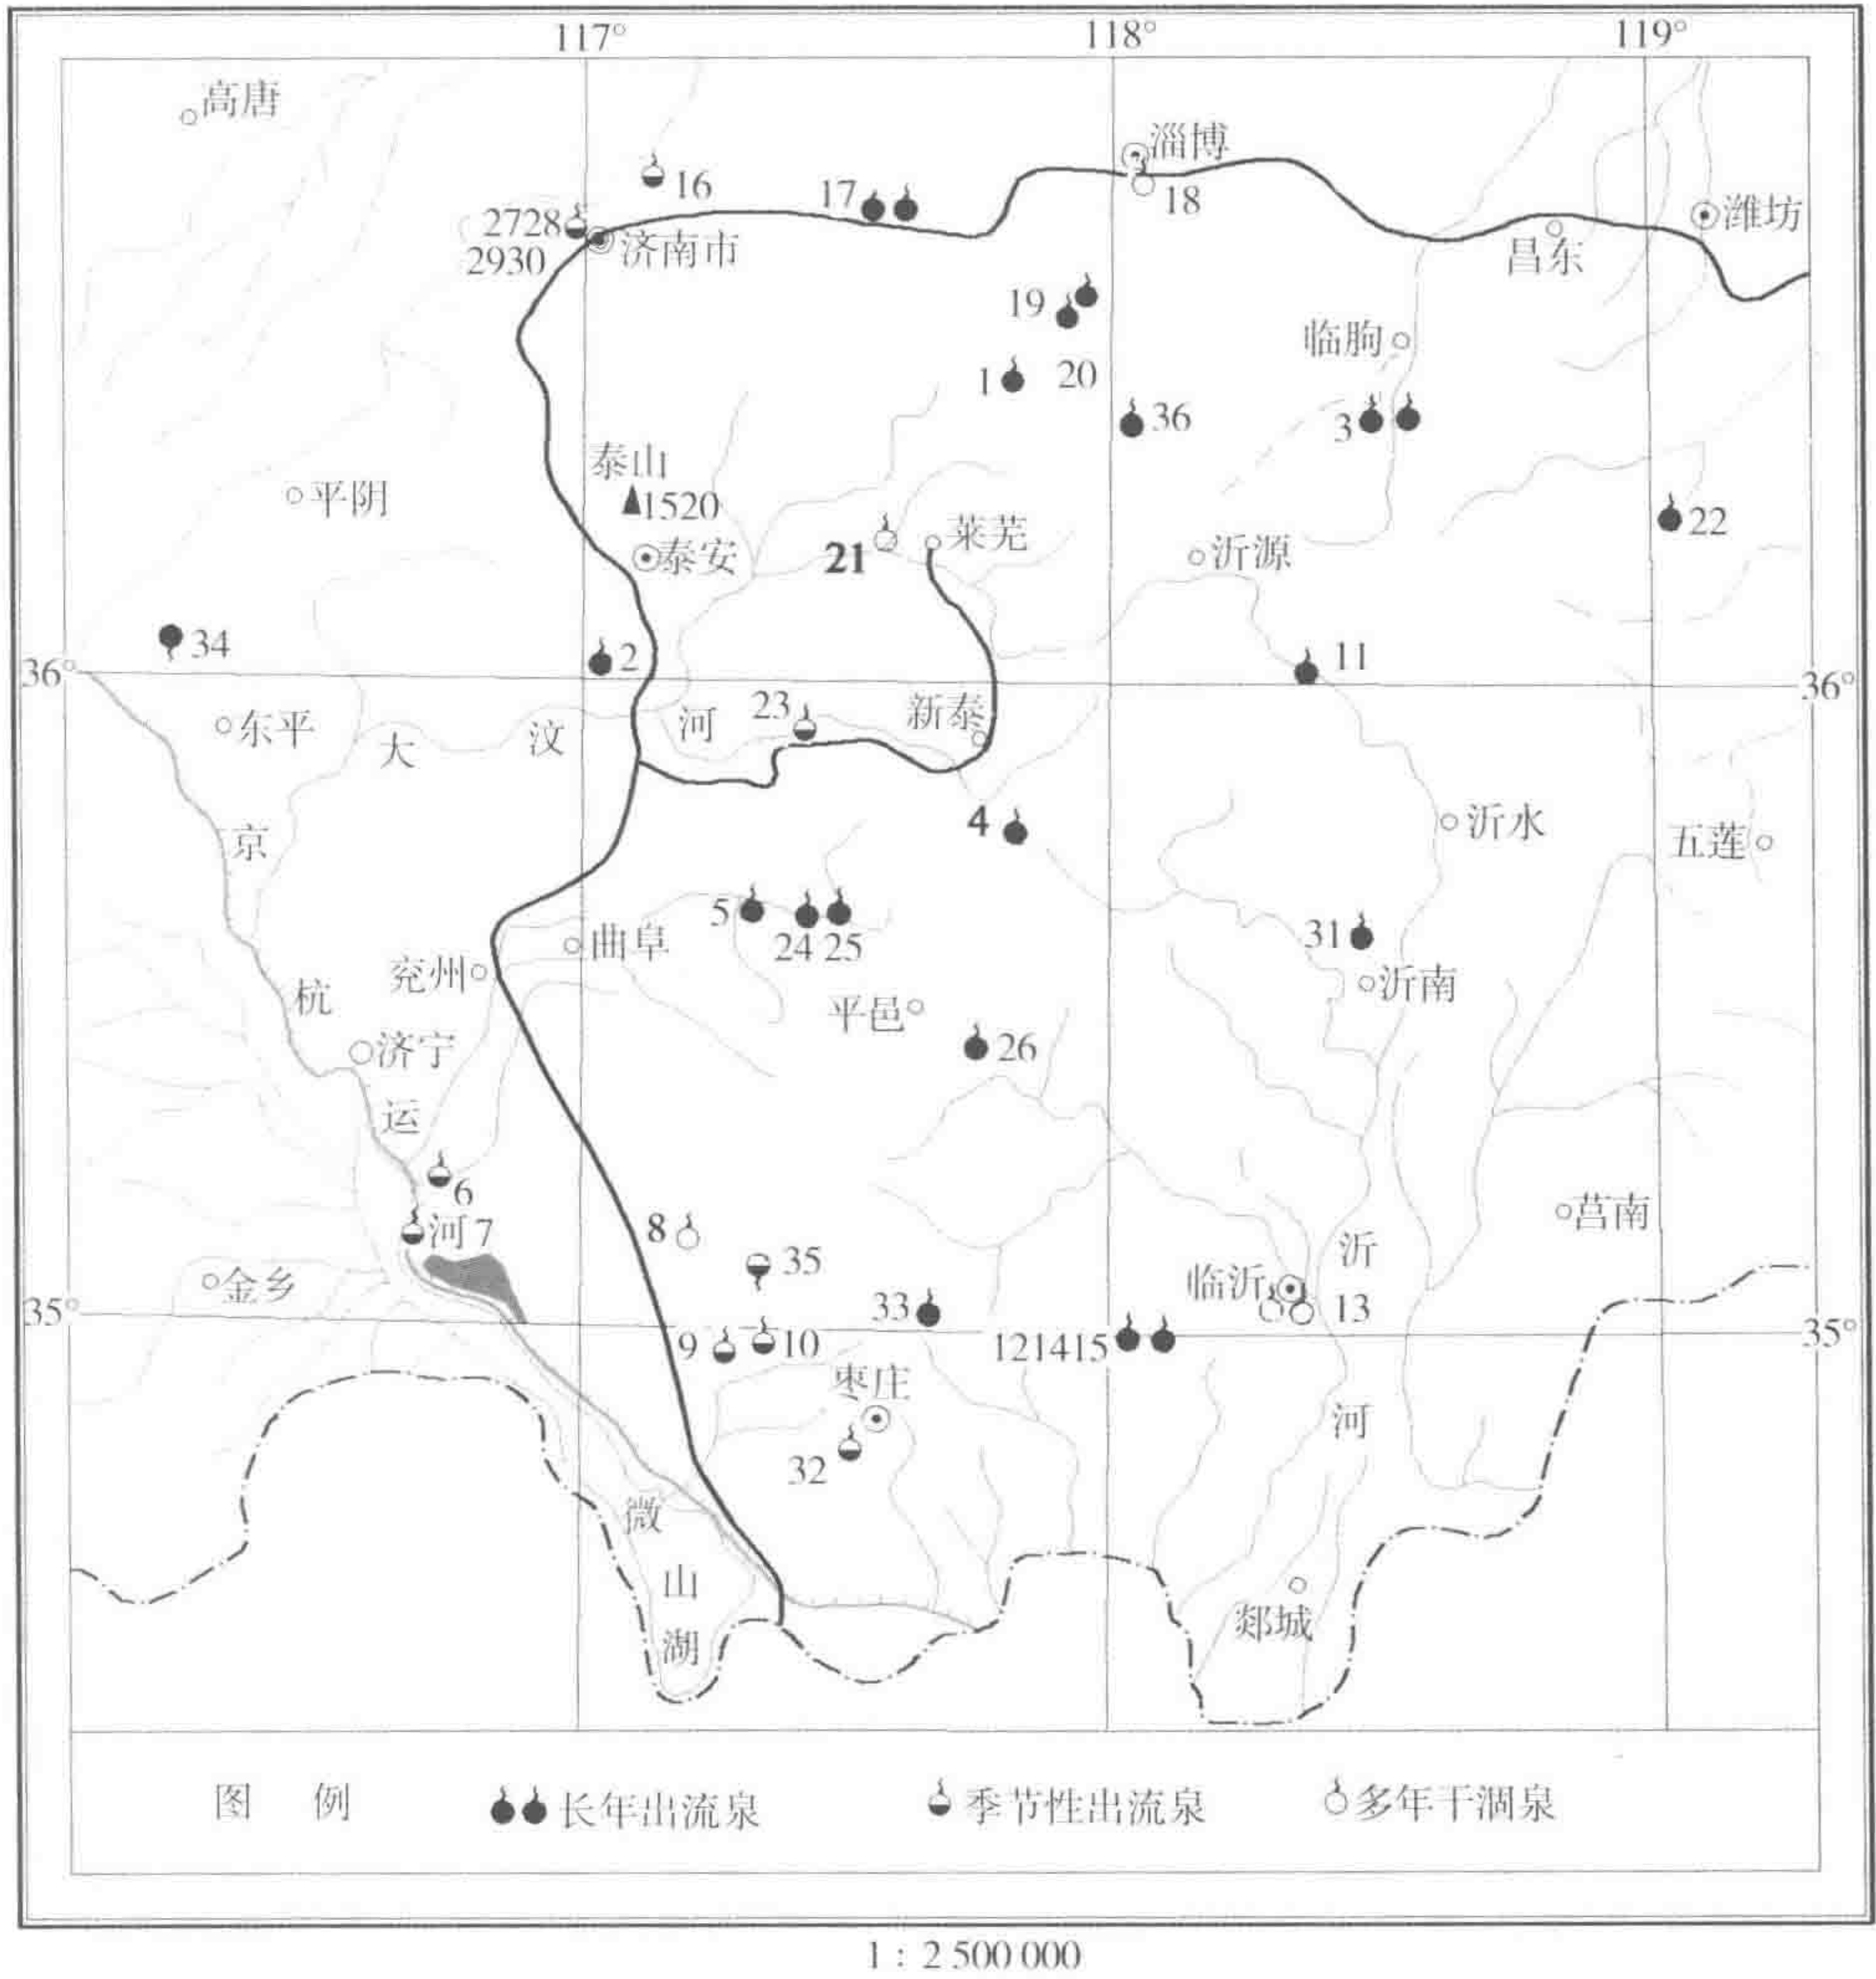 117° 118° 119°
高唐
淄博
16
17
18
2728
2930
济南市
潍坊
昌东
19
临朐
1
20
36
3
泰山
1520
平阴
莱芜
22
泰安
21
沂源
34
2
11
36°
36°
23
新泰
东平
大
汶
河
4
沂水
京
五莲
5
24 25
曲阜
31
兖州
沂南
杭
平邑
济宁
26
运
6
河 7
8
莒南
沂
35
金乡
临沂
35°
33
13
9
10
121415
35°
枣庄
河
32
微
山
郯城
湖
图 例
长年出流泉
季节性出流泉
多年干涸泉
1：2 500 000